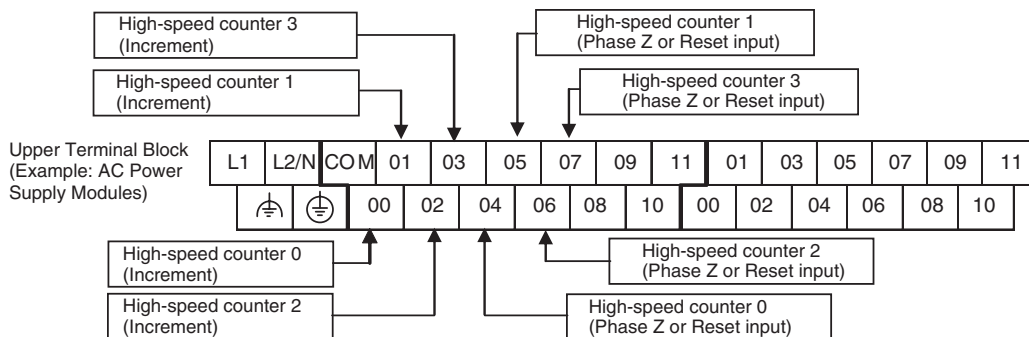 High-speed counter 3
(Increment)
High-speed counter 1
(Phase Z or Reset input)
High-speed counter 1
(Increment)
High-speed counter 3
(Phase Z or Reset input)
Upper Terminal Block
(Example: AC Power
Supply Modules)
L1 L2/N COM 01 03 05 07 09 11 01 03 05 07 09 11
00 02 04 06 08 10 00 02 04 06 08 10
High-speed counter 0
(Increment)
High-speed counter 2
(Phase Z or Reset input)
High-speed counter 2
(Increment)
High-speed counter 0
(Phase Z or Reset input)